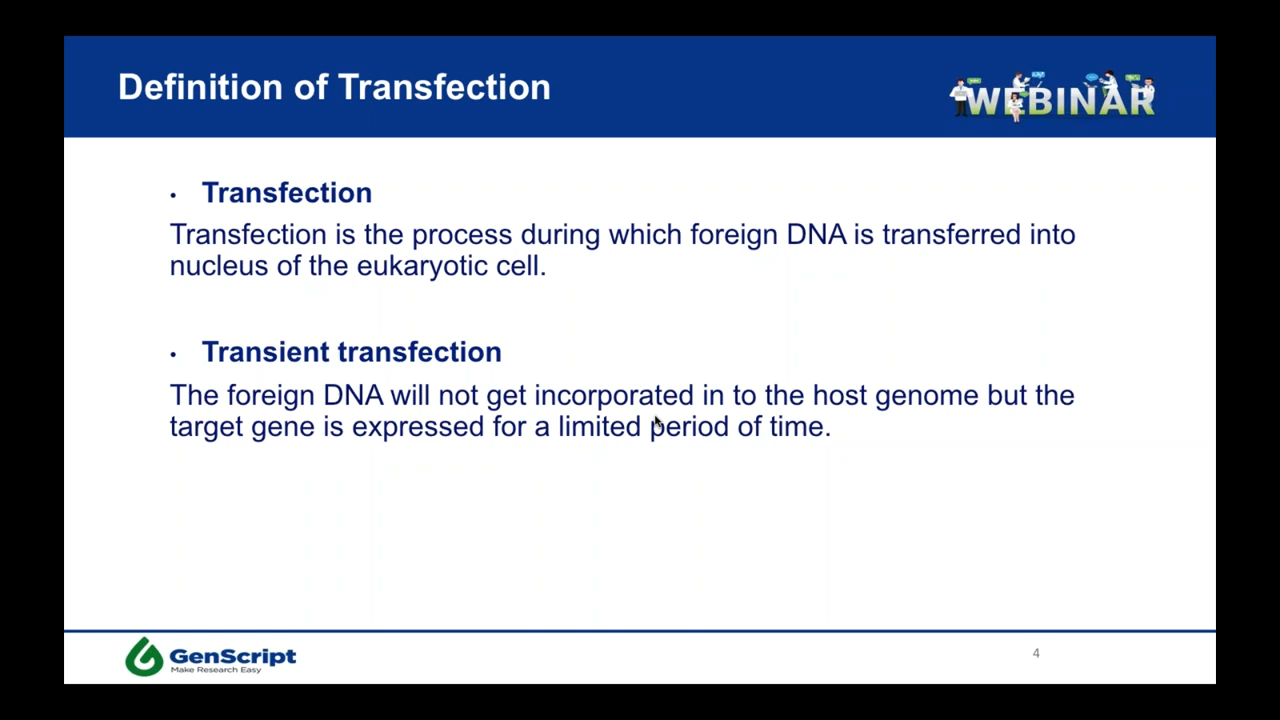 Definition of Transfection
WEBINAR
• Transfection
Transfection is the process during which foreign DNA is transferred into
nucleus of the eukaryotic cell.
• Transient transfection
The foreign DNA will not get incorporated in to the host genome but the
target gene is expressed for a limited period of time.
GenScript
Make Research Easy
4